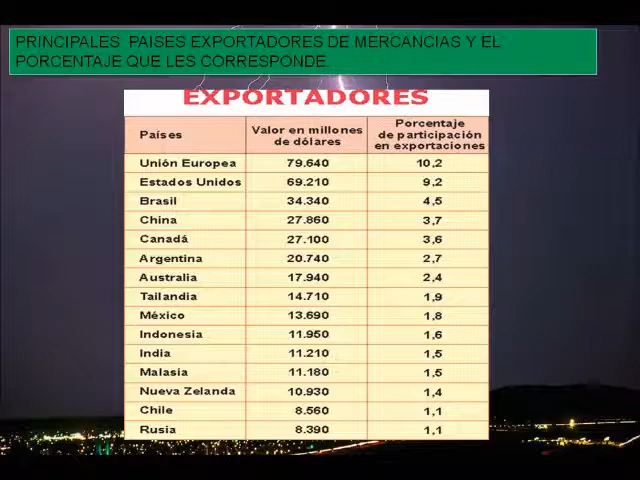 PRINCIPALES PAISES EXPORTADORES DE MERCANCIAS Y EL
PORCENTAJE QUE LES CORRESPONDE.
EXPORTADORES
Países Valor en millones de dólares Porcentaje de participación en exportaciones
Unión Europea 79.640 10,2
Estados Unidos 69.210 9,2
Brasil 34.340 4,5
China 27.860 3,7
Canadá 27.100 3,6
Argentina 20.740 2,7
Australia 17.940 2,4
Tailandia 14.710 1,9
México 13.690 1,8
Indonesia 11.950 1,6
India 11.210 1,5
Malasia 11.180 1,5
Nueva Zelanda 10.930 1,4
Chile 8.560 1,1
Rusia 8.390 1,1